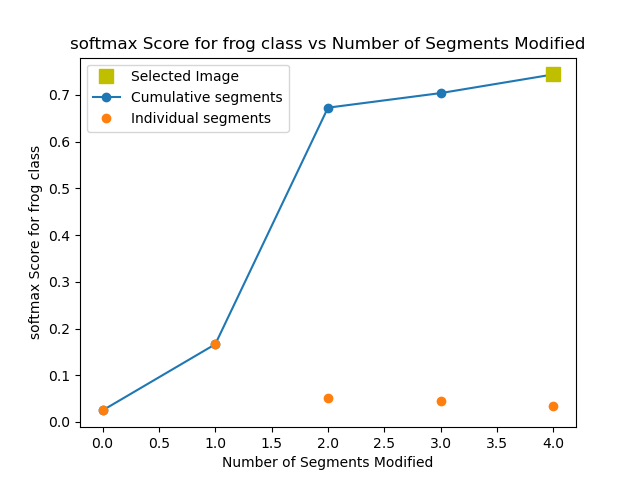 softmax Score for frog class vs Number of Segments Modified
Selected Image
Cumulative segments
Individual segments
softmax Score for frog class
0.7
0.6
0.5
0.4
0.3
0.2
0.1
0.0
0.0 0.5 1.0 1.5 2.0 2.5 3.0 3.5 4.0
Number of Segments Modified